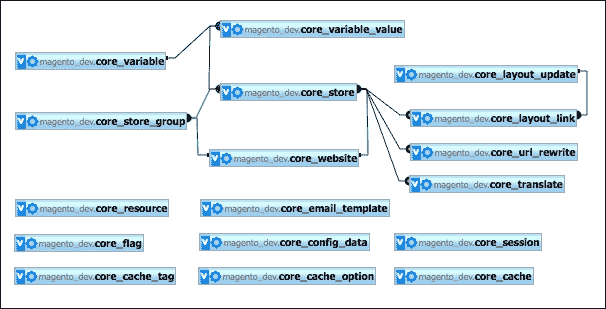 magento_dev.core_variable_value
magento_dev.core_variable
magento_dev.core_layout_update
magento_dev.core_store
magento_dev.core_store_group
magento_dev.core_layout_link
magento_dev.core_website
magento_dev.core_url_rewrite
magento_dev.core_translate
magento_dev.core_resource
magento_dev.core_email_template
magento_dev.core_flag
magento_dev.core_config_data
magento_dev.core_session
magento_dev.core_cache_tag
magento_dev.core_cache_option
magento_dev.core_cache